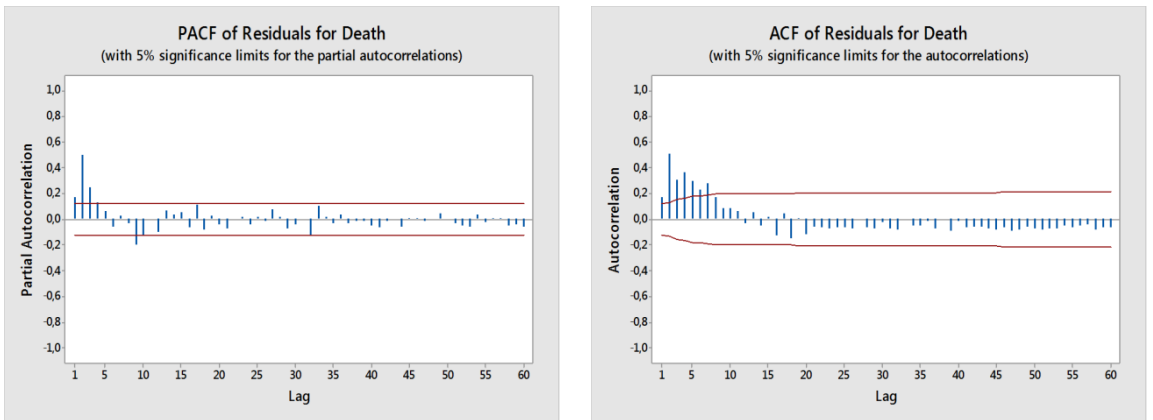 PACF of Residuals for Death
(with 5% significance limits for the partial autocorrelations)
1,0
0,8
0,6
0,4
0,2
0,0
-0,2
-0,4
-0,6
-0,8
-1,0
Partial Autocorrelation
1 5 10 15 20 25 30 35 40 45 50 55 60
Lag
ACF of Residuals for Death
(with 5% significance limits for the autocorrelations)
1,0
0,8
0,6
0,4
0,2
0,0
-0,2
-0,4
-0,6
-0,8
-1,0
Autocorrelation
1 5 10 15 20 25 30 35 40 45 50 55 60
Lag